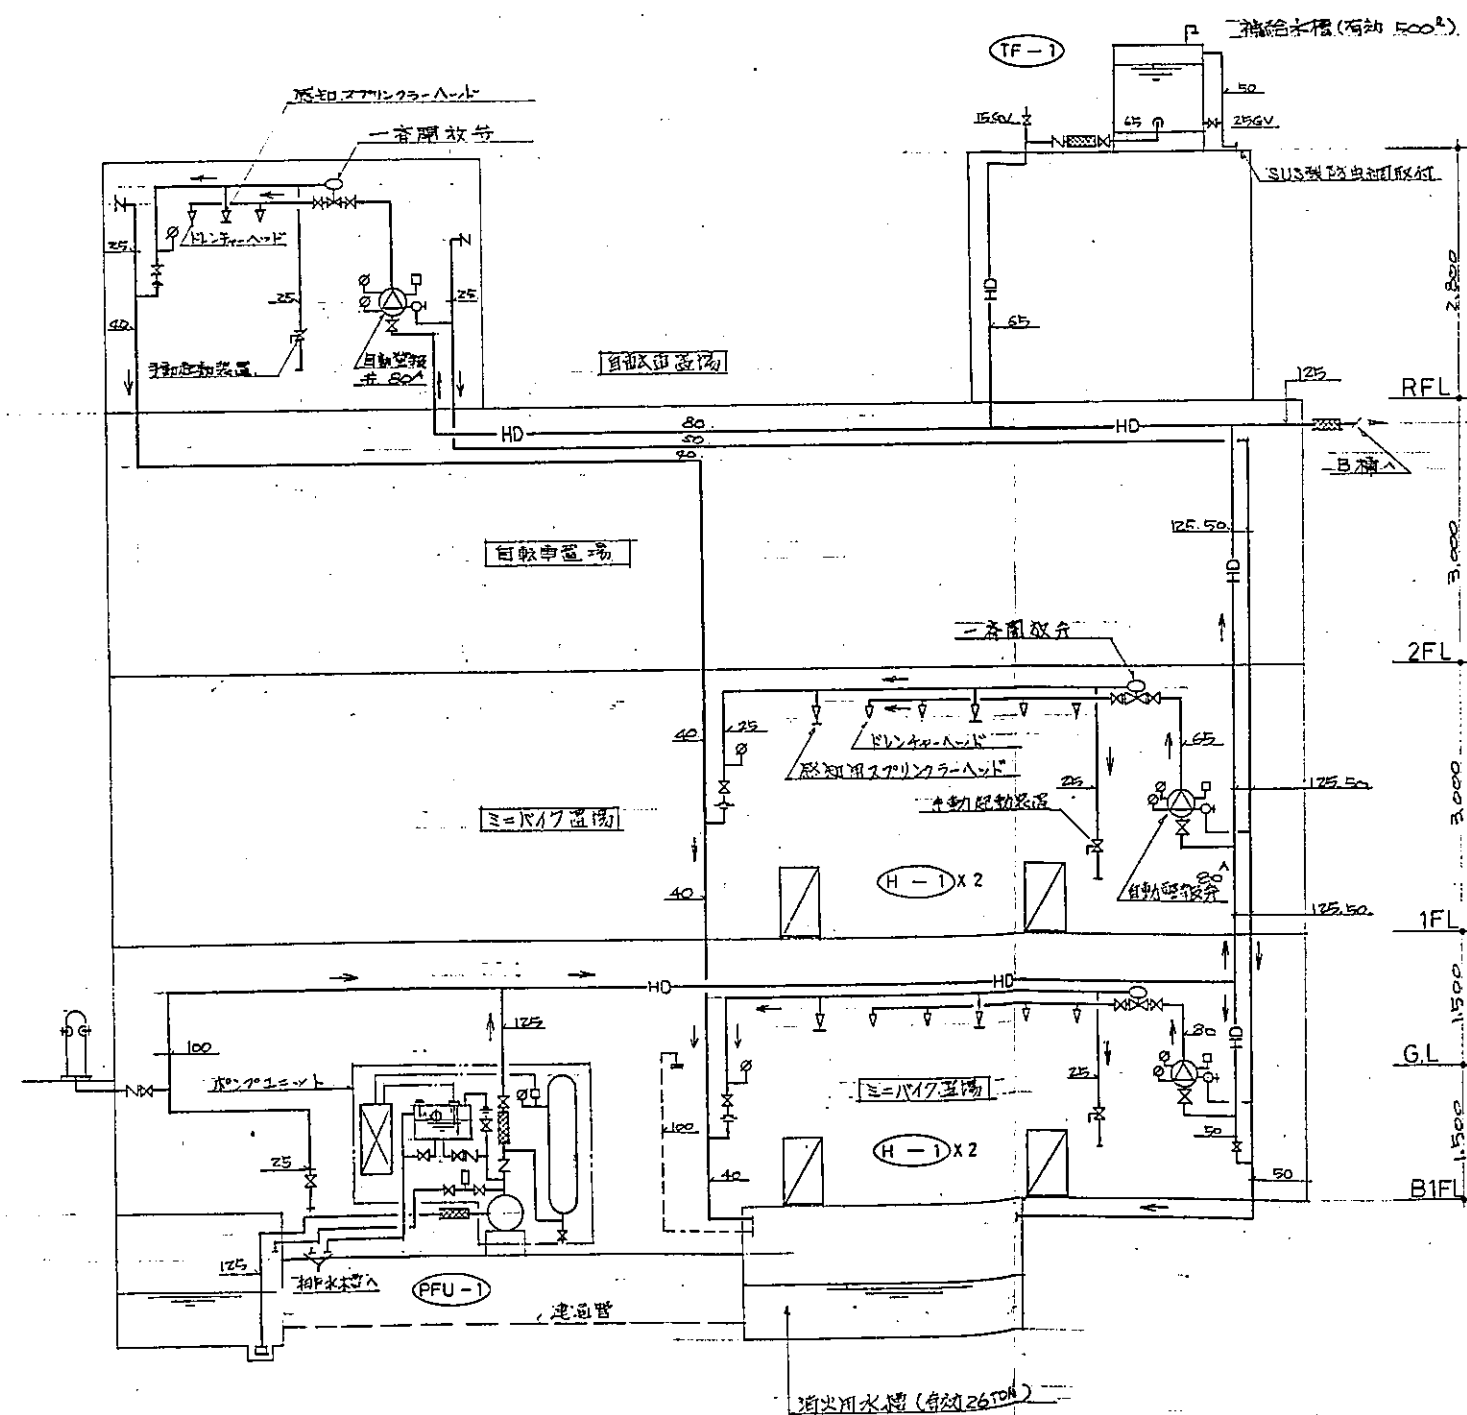 補給水槽(有効 500ℓ)
TF-1
感知スプリンクラーヘッド
一斉開放弁
50
15GV
65
25GV
SUS製防虫網取付
25
ドレンチャーヘッド
HD
2.800
25
25
40
65
手動起動装置
自動警報弁 80A
自転車置場
125
RFL
80
HD
HD
50
40
B棟へ
自転車置場
125.50
HD
3.000
一斉開放弁
2FL
25
40
ドレンチャーヘッド
65
感知用スプリンクラーヘッド
25
125.50
手動起動装置
3.000
ミニバイク置場
H-1 X2
40
80A
自動警報弁
125.50
1FL
HD
HD
1.500
125
100
80
HD
G.L
ポンプユニット
25
ミニバイク置場
100
H-1 X2
50
1.500
25
40
50
B1FL
125
排水槽へ
PFU-1
連通管
消火用水槽(有効26TON)